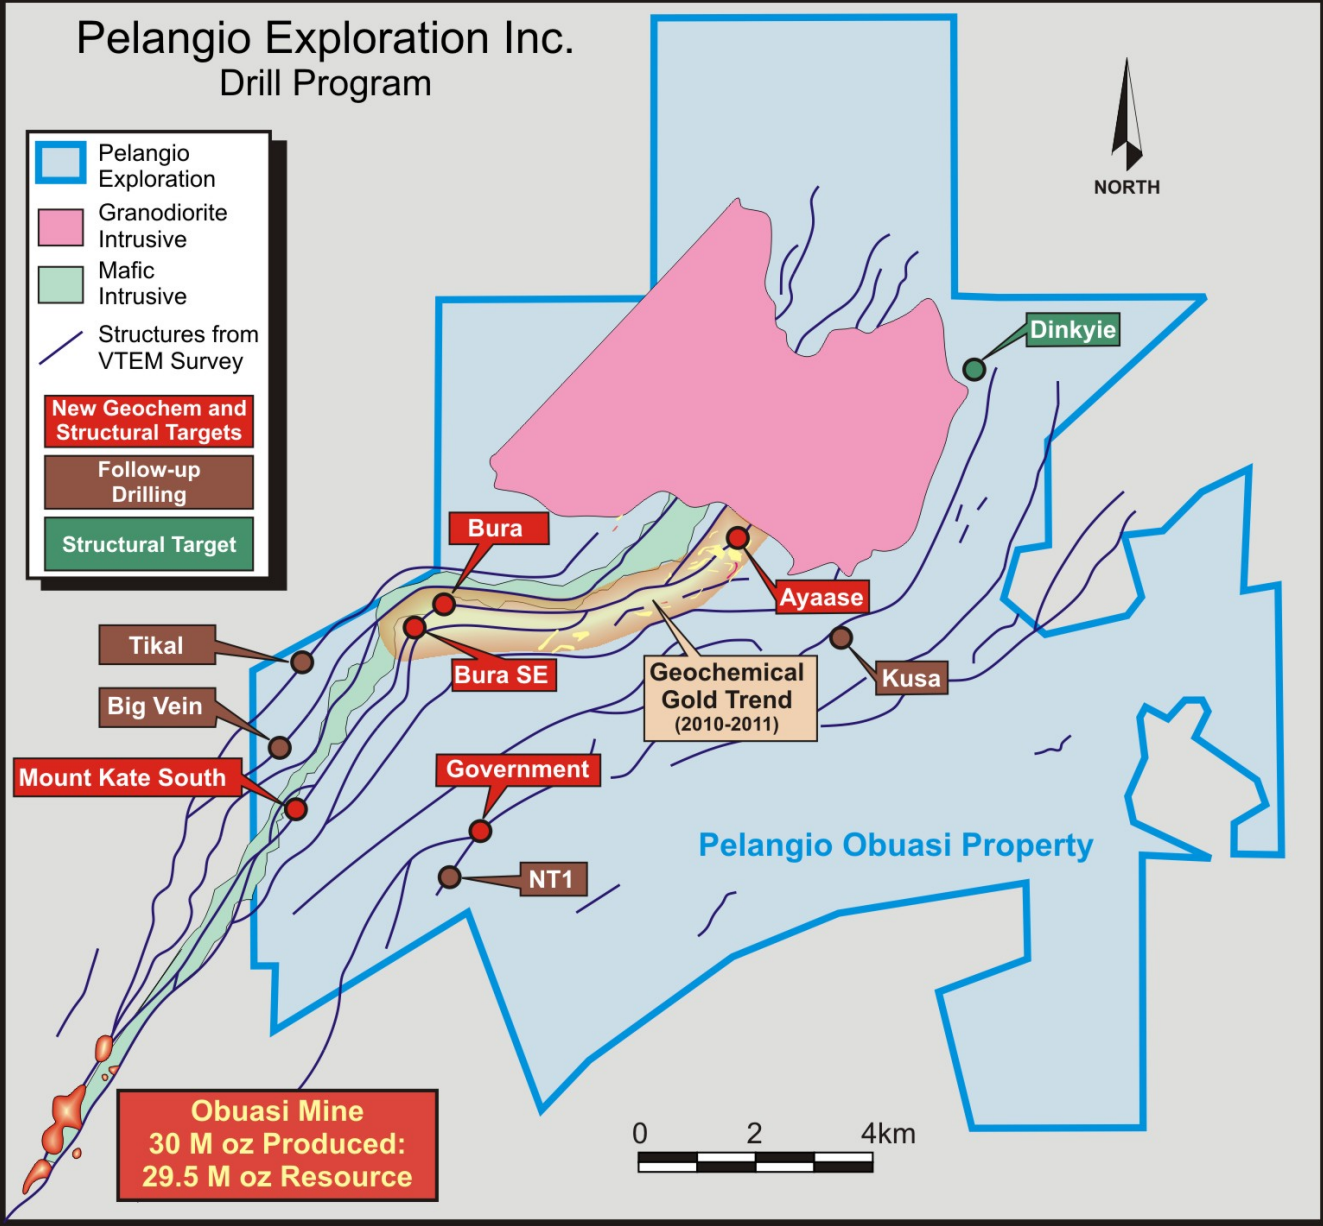 Pelangio Exploration Inc.
Drill Program
Pelangio
Exploration
Granodiorite
Intrusive
Mafic
Intrusive
Structures from
VTEM Survey
New Geochem and
Structural Targets
Follow-up
Drilling
Structural Target
NORTH
Dinkyie
Bura
Ayaase
Tikal
Bura SE
Geochemical
Gold Trend
(2010-2011)
Kusa
Big Vein
Mount Kate South
Government
Pelangio Obuasi Property
NT1
Obuasi Mine
30 M oz Produced:
29.5 M oz Resource
0 2 4km